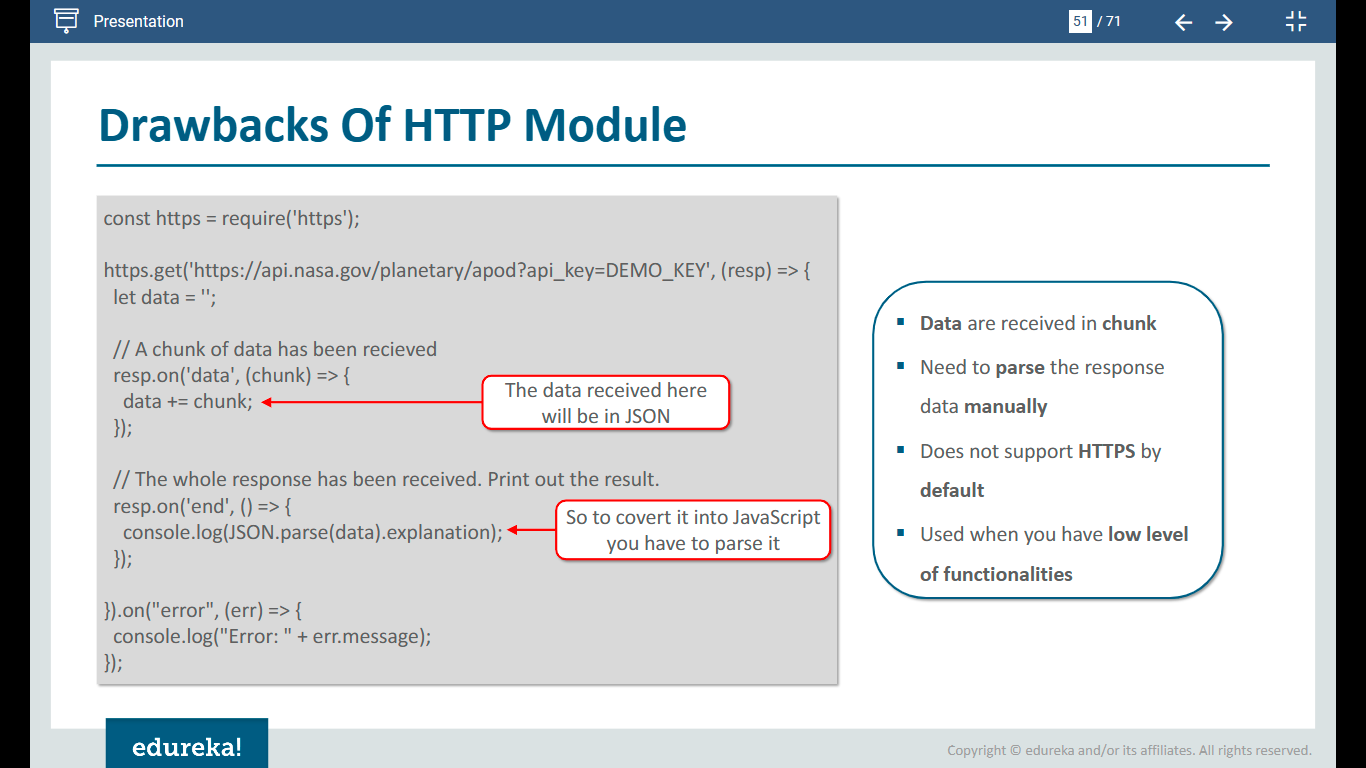 Presentation
51 / 71
Drawbacks Of HTTP Module
const https = require('https');
https.get('https://api.nasa.gov/planetary/apod?api_key=DEMO_KEY', (resp) => {
let data = '';
// A chunk of data has been recieved
resp.on('data', (chunk) => {
data += chunk;
});
The data received here
will be in JSON
// The whole response has been received. Print out the result.
resp.on('end', () => {
console.log(JSON.parse(data).explanation);
});
So to covert it into JavaScript
you have to parse it
}).on("error", (err) => {
console.log("Error: " + err.message);
});
▪ Data are received in chunk
▪ Need to parse the response
data manually
▪ Does not support HTTPS by
default
▪ Used when you have low level
of functionalities
edureka!
Copyright © edureka and/or its affiliates. All rights reserved.